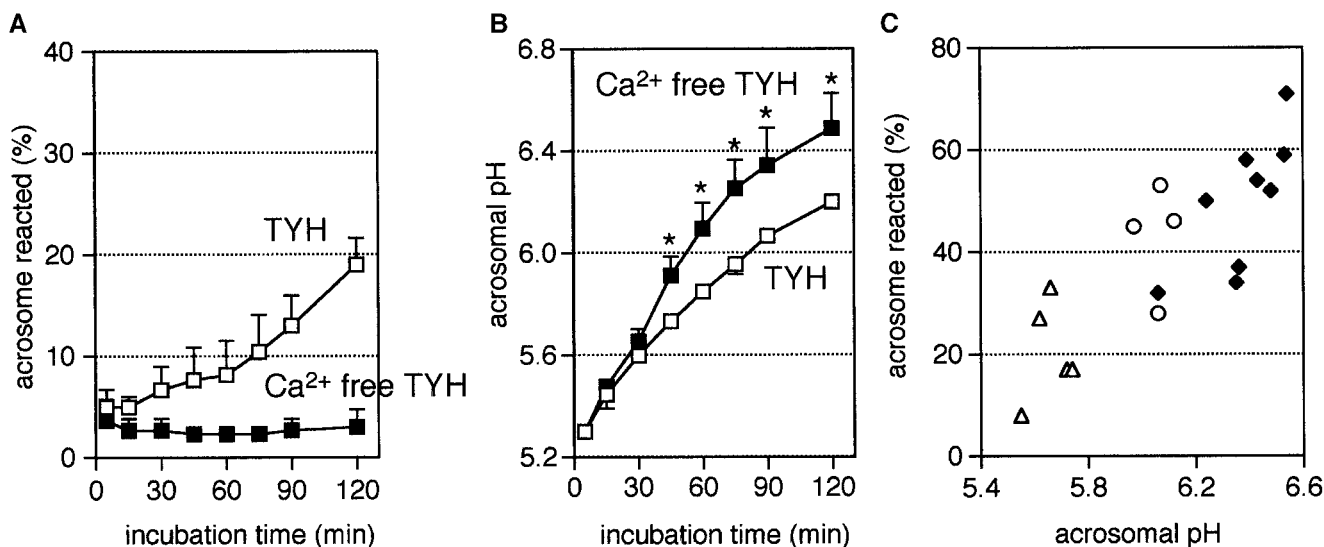 A
acrosome reacted (%)
40
30
20
10
0
TYH
Ca2+ free TYH
0 30 60 90 120
incubation time (min)
B
acrosomal pH
6.8
6.4
6.0
5.6
5.2
Ca2+ free TYH
* * * * *
TYH
0 30 60 90 120
incubation time (min)
C
acrosome reacted (%)
80
60
40
20
0
5.4 5.8 6.2 6.6
acrosomal pH